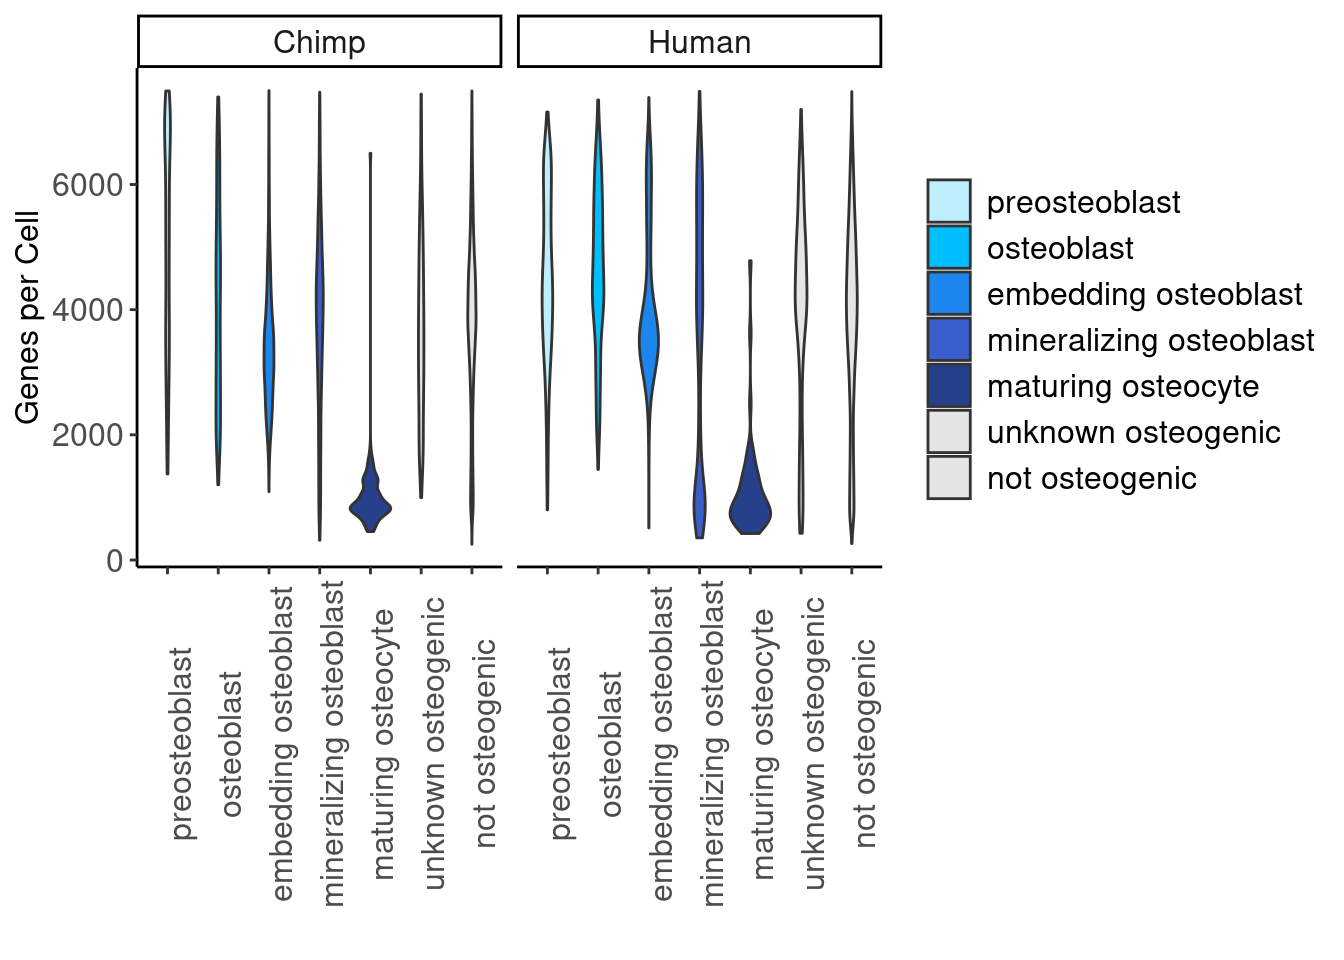 Chimp
Human
Genes per Cell
6000
4000
2000
0
preosteoblast
osteoblast
embedding osteoblast
mineralizing osteoblast
maturing osteocyte
unknown osteogenic
not osteogenic
preosteoblast
osteoblast
embedding osteoblast
mineralizing osteoblast
maturing osteocyte
unknown osteogenic
not osteogenic
preosteoblast
osteoblast
embedding osteoblast
mineralizing osteoblast
maturing osteocyte
unknown osteogenic
not osteogenic